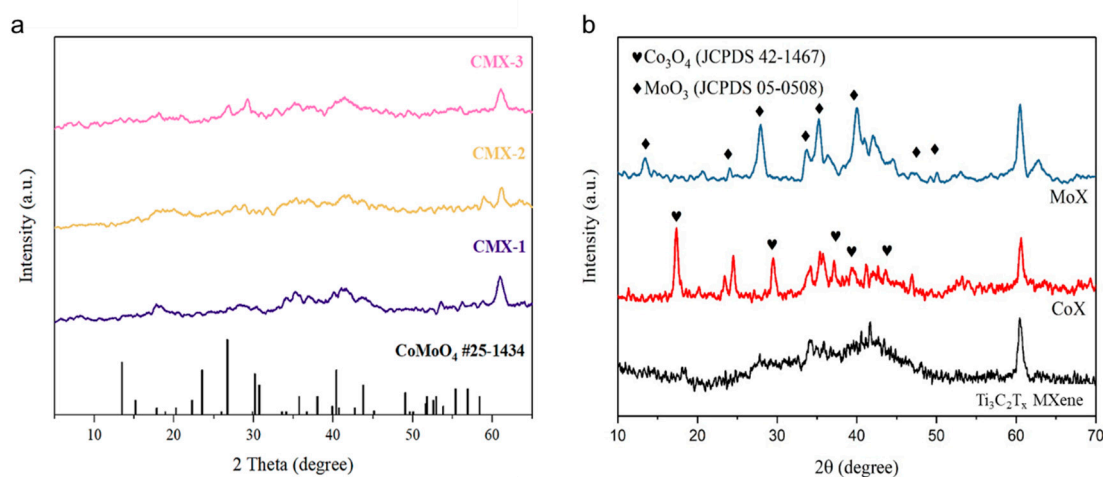 a
CMX-3
CMX-2
CMX-1
CoMoO₄ #25-1434
Intensity (a.u.)
10 20 30 40 50 60
2 Theta (degree)
b
♥Co₃O₄ (JCPDS 42-1467)
♦MoO₃ (JCPDS 05-0508)
MoX
CoX
Ti₃C₂Tₓ MXene
Intensity (a.u.)
10 20 30 40 50 60 70
2θ (degree)